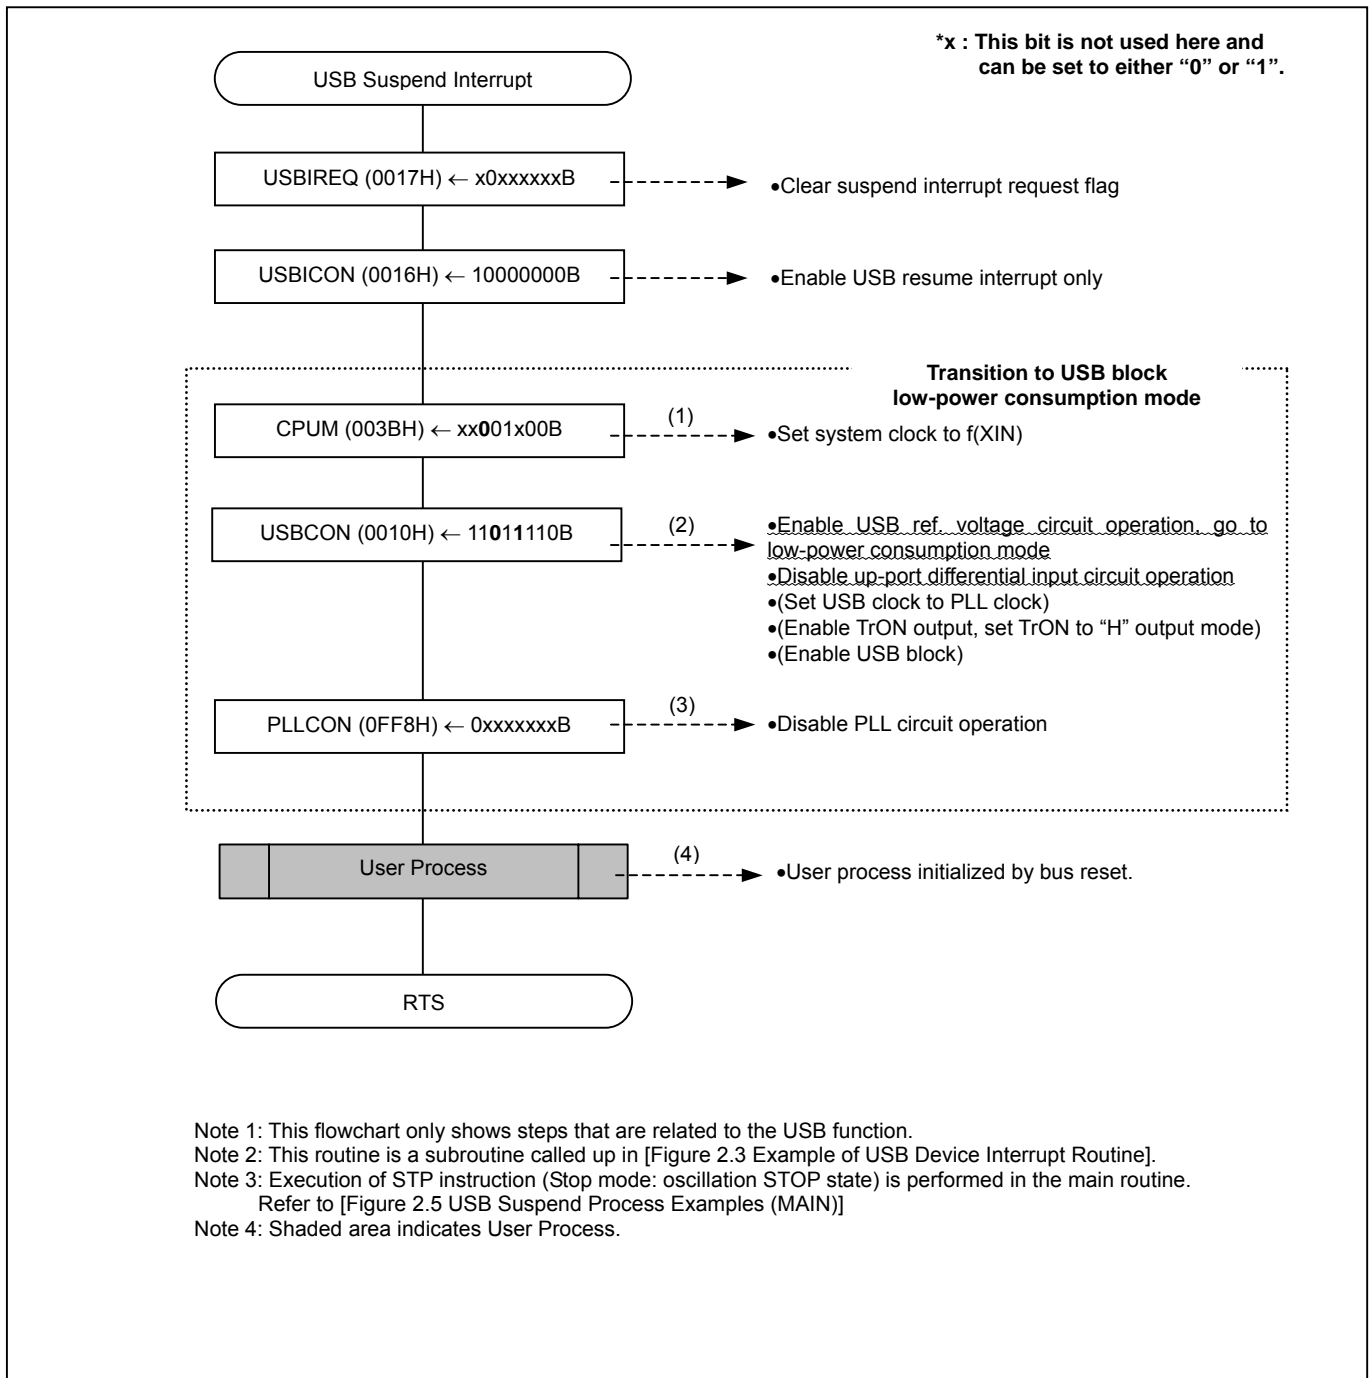 *x : This bit is not used here and
can be set to either “0” or “1”.
USB Suspend Interrupt
USBIREQ (0017H) ← x0xxxxxxB
•Clear suspend interrupt request flag
USBICON (0016H) ← 10000000B
•Enable USB resume interrupt only
Transition to USB block
low-power consumption mode
CPUM (003BH) ← xx001x00B
(1)
•Set system clock to f(XIN)
USBCON (0010H) ← 11011110B
(2)
•Enable USB ref. voltage circuit operation, go to
low-power consumption mode
•Disable up-port differential input circuit operation
•(Set USB clock to PLL clock)
•(Enable TrON output, set TrON to “H” output mode)
•(Enable USB block)
PLLCON (0FF8H) ← 0xxxxxxxB
(3)
•Disable PLL circuit operation
User Process
(4)
•User process initialized by bus reset.
RTS
Note 1: This flowchart only shows steps that are related to the USB function.
Note 2: This routine is a subroutine called up in [Figure 2.3 Example of USB Device Interrupt Routine].
Note 3: Execution of STP instruction (Stop mode: oscillation STOP state) is performed in the main routine.
Refer to [Figure 2.5 USB Suspend Process Examples (MAIN)]
Note 4: Shaded area indicates User Process.